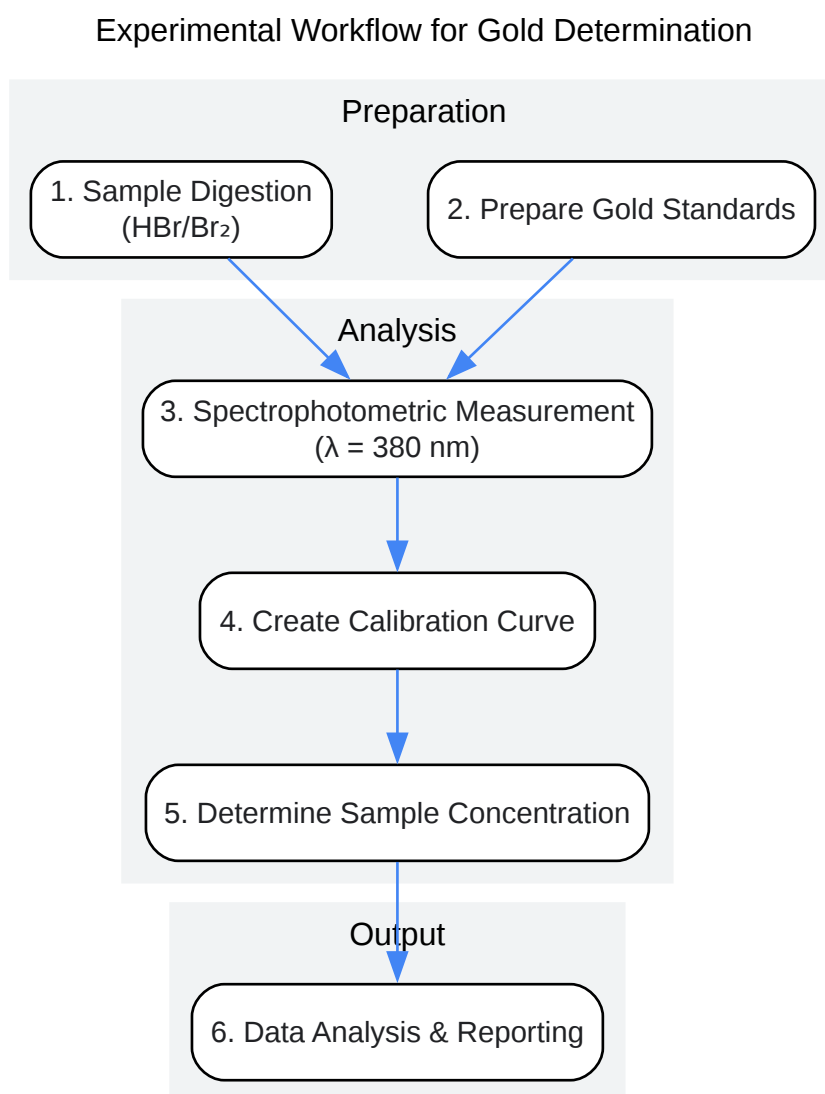 Experimental Workflow for Gold Determination
Preparation
1. Sample Digestion
(HBr/Br₂)
2. Prepare Gold Standards
Analysis
3. Spectrophotometric Measurement
(λ = 380 nm)
4. Create Calibration Curve
5. Determine Sample Concentration
Output
6. Data Analysis & Reporting